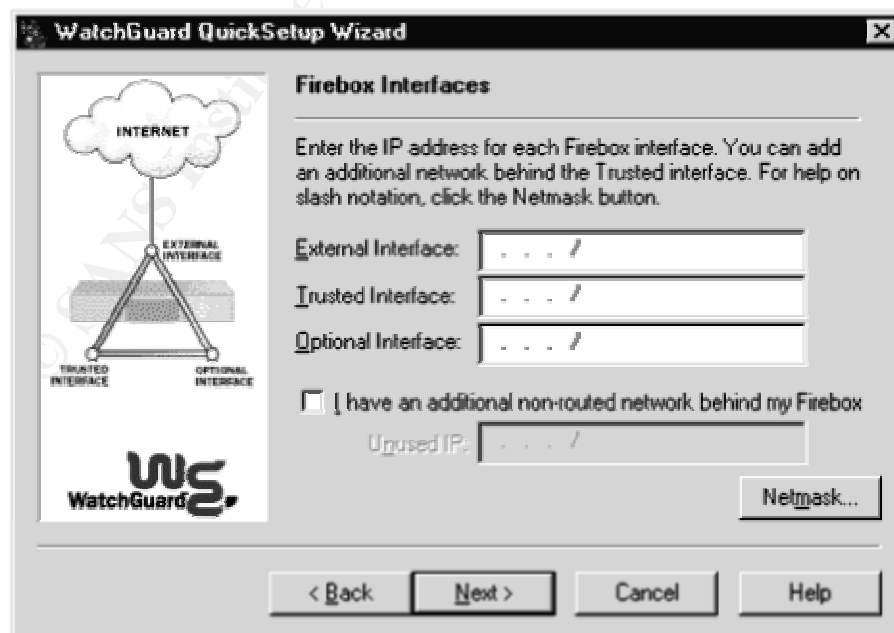 WatchGuard QuickSetup Wizard
INTERNET
EXTERNAL
INTERFACE
TRUSTED
INTERFACE
OPTIONAL
INTERFACE
WatchGuard
Firebox Interfaces
Enter the IP address for each Firebox interface. You can add
an additional network behind the Trusted interface. For help on
slash notation, click the Netmask button.
External Interface: . . . /
Trusted Interface: . . . /
Optional Interface: . . . /
I have an additional non-routed network behind my Firebox
Unused IP: . . . /
Netmask...
< Back
Next >
Cancel
Help
© SANS Insti